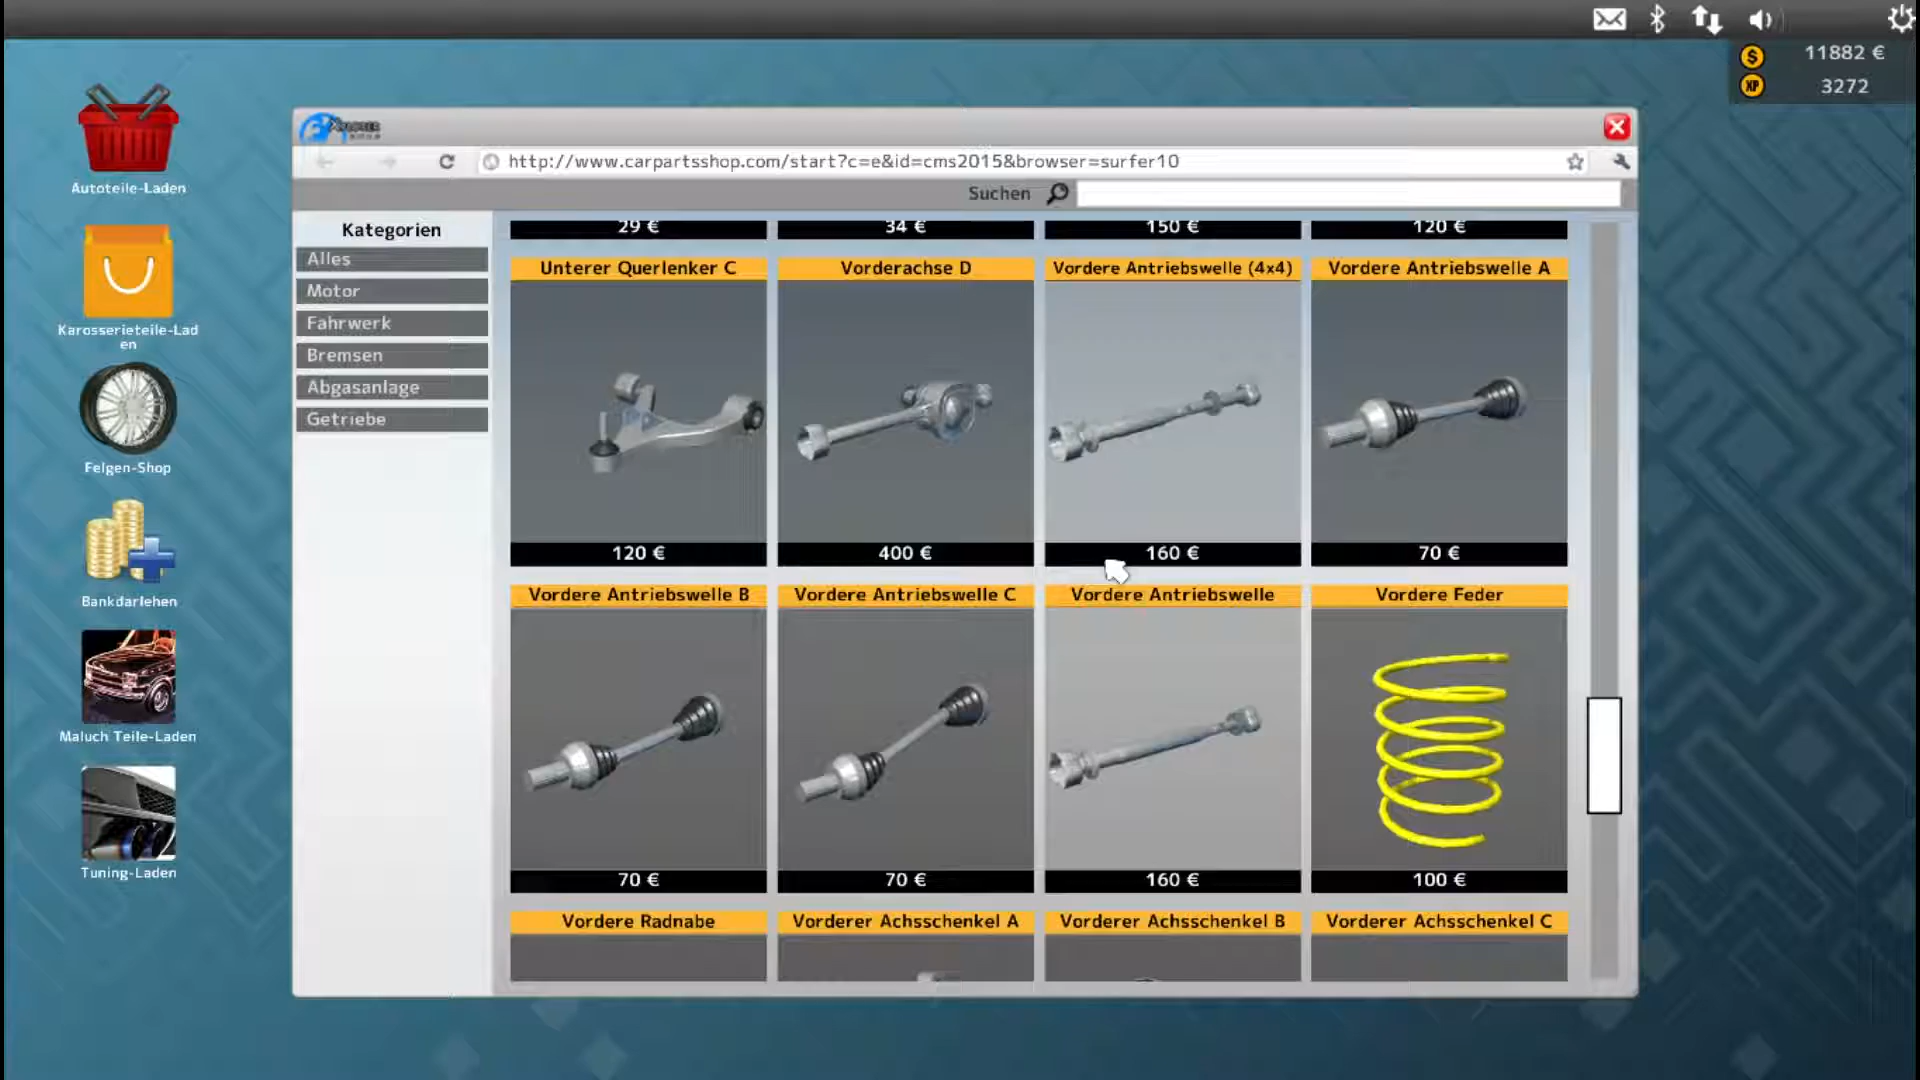 11882 €
XP
3272
http://www.carpartsshop.com/start?c=e&id=cms2015&browser=surfer10
Suchen
Kategorien
Alles
Motor
Fahrwerk
Bremsen
Abgasanlage
Getriebe
Autoteile-Laden
Karosserieteile-Lad
en
Felgen-Shop
Bankdarlehen
Maluch Teile-Laden
Tuning-Laden
29 €
34 €
150 €
120 €
Unterer Querlenker C
Vorderachse D
Vordere Antriebswelle (4x4)
Vordere Antriebswelle A
120 €
400 €
160 €
70 €
Vordere Antriebswelle B
Vordere Antriebswelle C
Vordere Antriebswelle
Vordere Feder
70 €
70 €
160 €
100 €
Vordere Radnabe
Vorderer Achsschenkel A
Vorderer Achsschenkel B
Vorderer Achsschenkel C